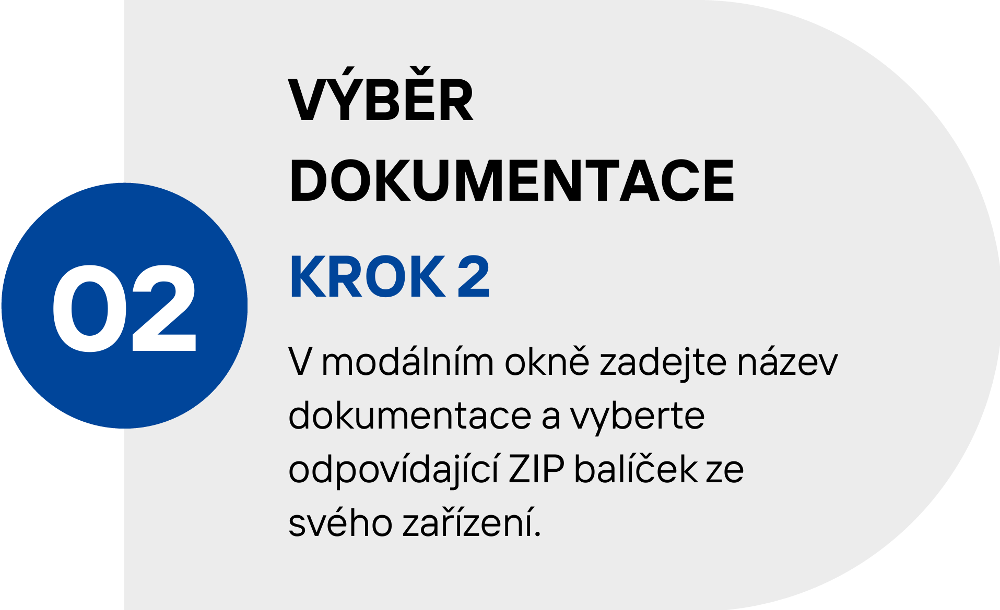 VÝBĚR
DOKUMENTACE
02
KROK 2
V modálním okně zadejte název
dokumentace a vyberte
odpovídající ZIP balíček ze
svého zařízení.